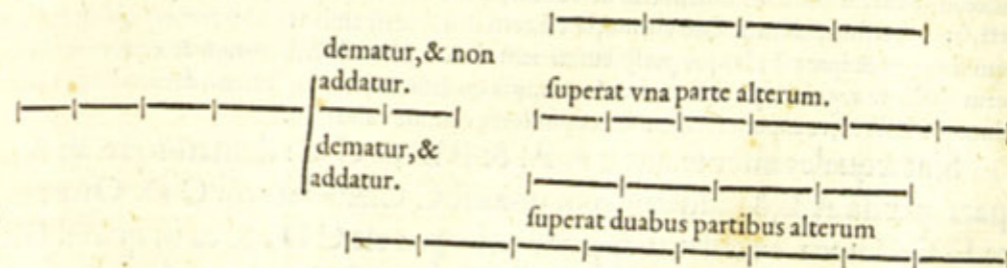 dematur, & non
addatur.
ſuperat vna parte alterum.
dematur, &
addatur.
ſuperat duabus partibus alterum